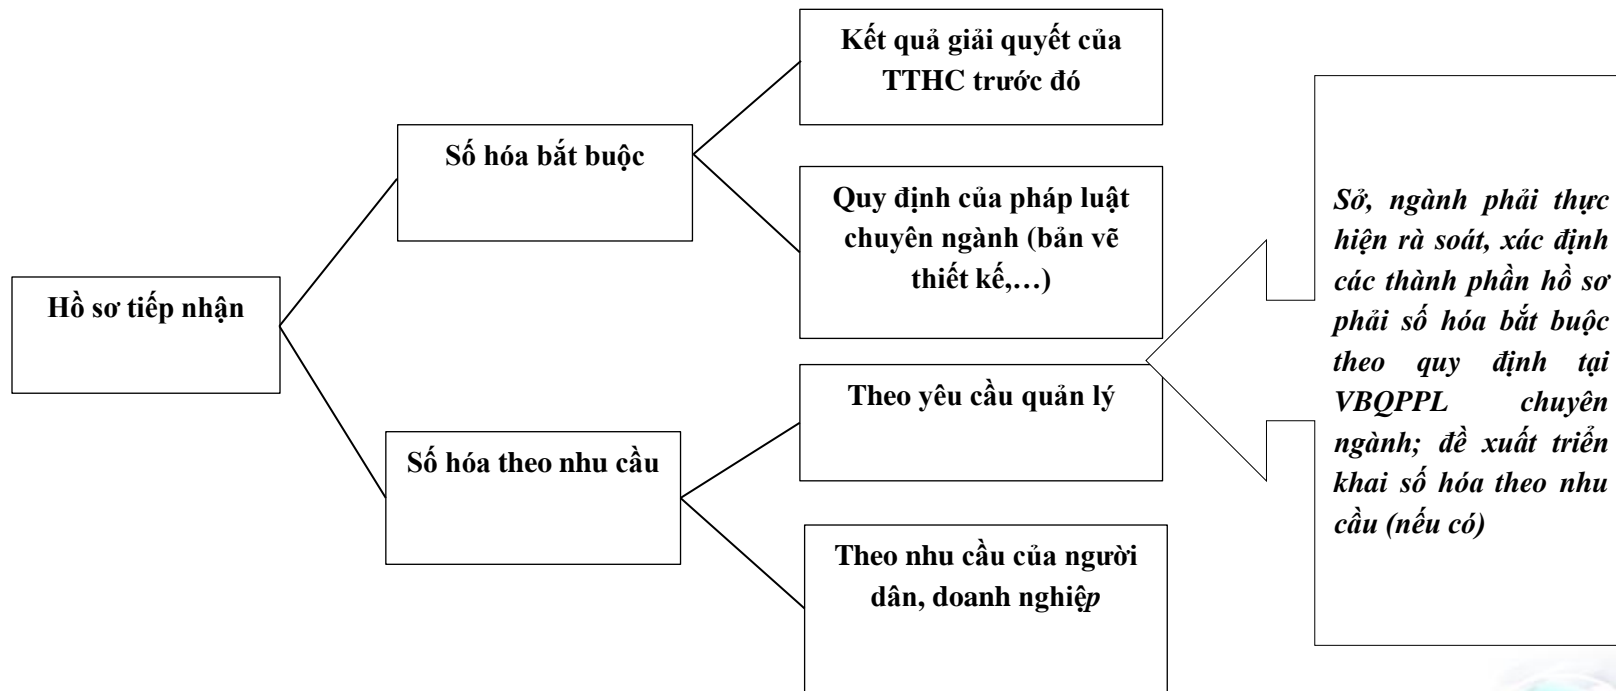 Hồ sơ tiếp nhận
Số hóa bắt buộc
Số hóa theo nhu cầu
Kết quả giải quyết của
TTHC trước đó
Quy định của pháp luật
chuyên ngành (bản vẽ
thiết kế,…)
Theo yêu cầu quản lý
Theo nhu cầu của người
dân, doanh nghiệp
Sở, ngành phải thực
hiện rà soát, xác định
các thành phần hồ sơ
phải số hóa bắt buộc
theo quy định tại
VBQPPL chuyên
ngành; đề xuất triển
khai số hóa theo nhu
cầu (nếu có)